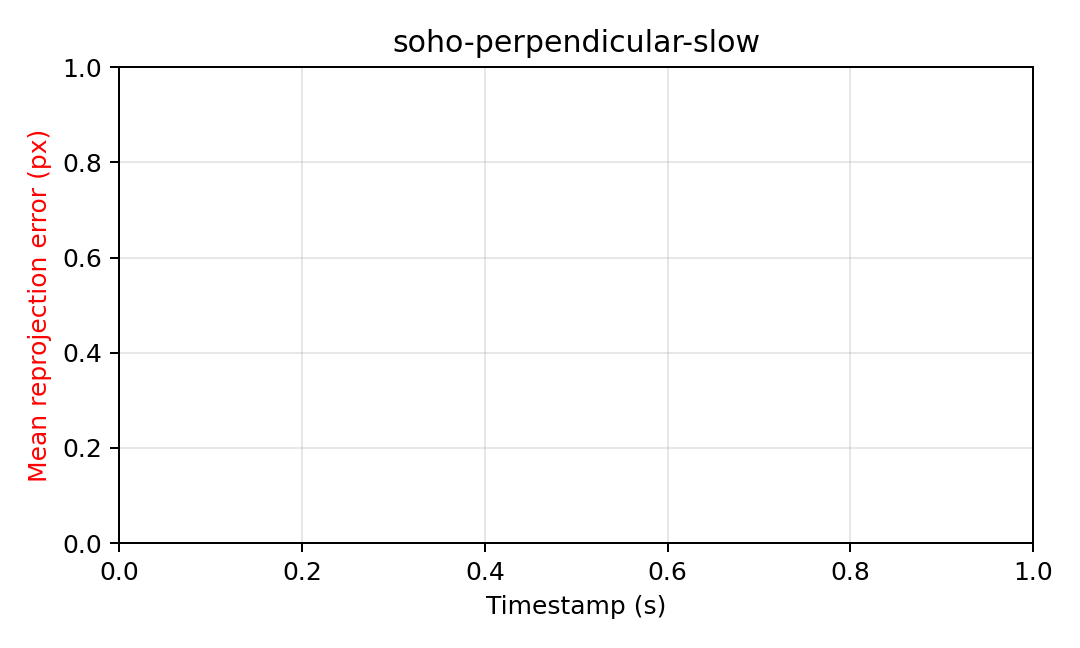 soho-perpendicular-slow
Mean reprojection error (px)
1.0
0.8
0.6
0.4
0.2
0.0
0.0 0.2 0.4 0.6 0.8 1.0
Timestamp (s)